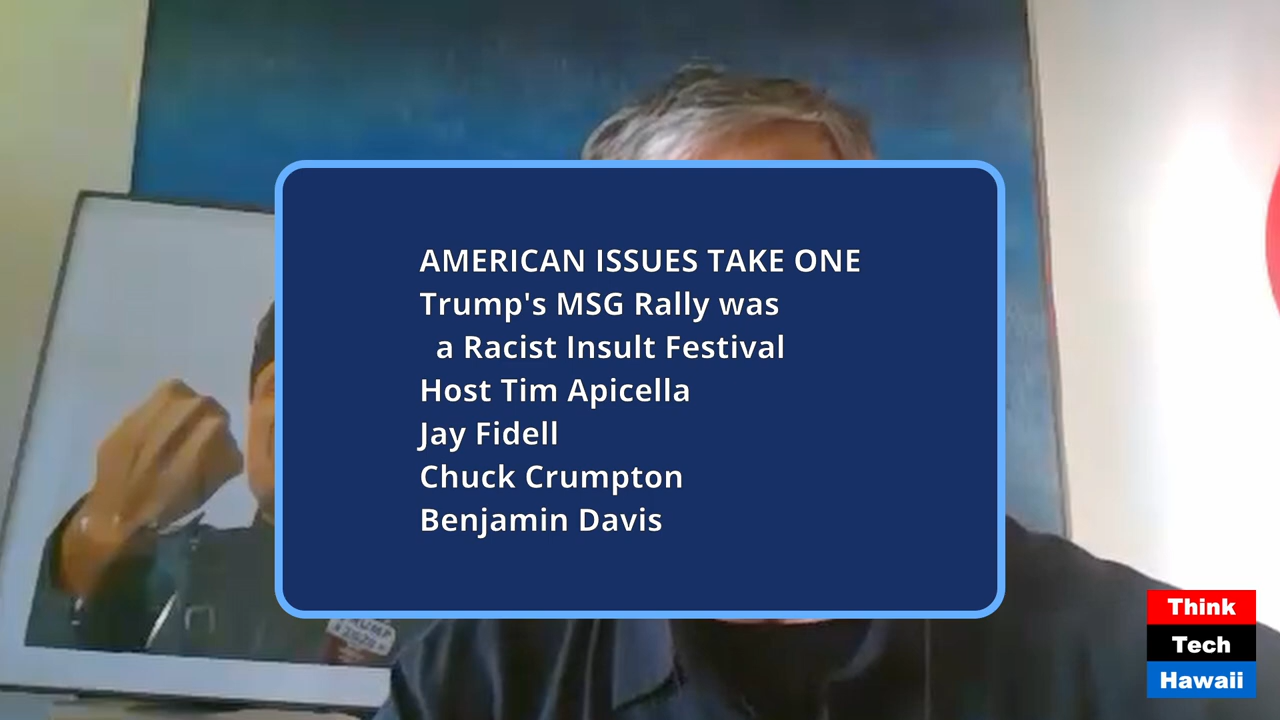 AMERICAN ISSUES TAKE ONE
Trump's MSG Rally was
a Racist Insult Festival
Host Tim Apicella
Jay Fidell
Chuck Crumpton
Benjamin Davis
Think
Tech
Hawaii